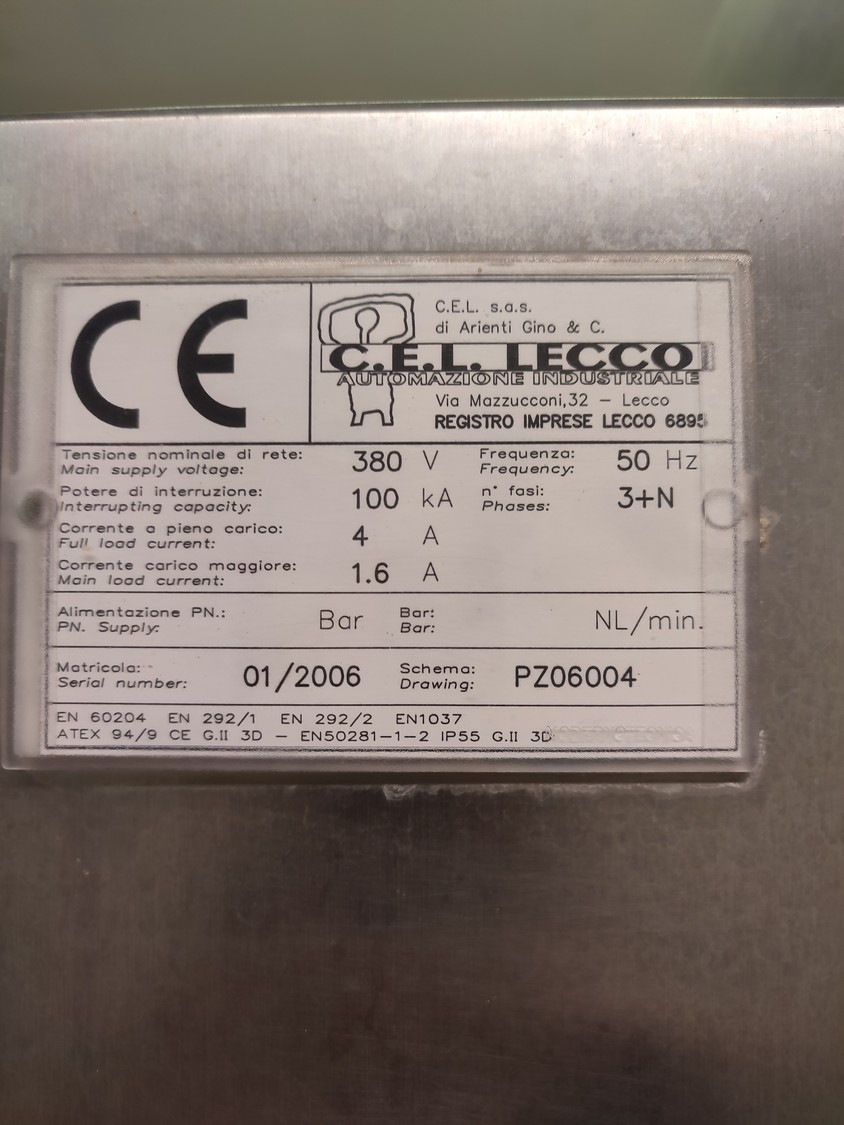 CE
C.E.L. s.a.s.
di Arienti Gino & C.
C.E.L. LECCO
AUTOMAZIONE INDUSTRIALE
Via Mazzucconi,32 – Lecco
REGISTRO IMPRESE LECCO
Tensione nominale di rete: 380 V Frequenza: 50 Hz
Main supply voltage: Frequency:
Potere di interruzione: 100 kA n° fasi: 3+N
Interrupting capacity: Phases:
Corrente a pieno carico: 4 A
Full load current:
Corrente carico maggiore: 1.6 A
Main load current:
Alimentazione PN.: Bar Bar: NL/min.
PN. Supply: Bar:
Matricola: 01/2006 Schema: PZ06004
Serial number: Drawing:
EN 60204 EN 292/1 EN 292/2 EN1037
ATEX 94/9 CE G.II 3D – EN50281–1–2 IP55 G.II 3D